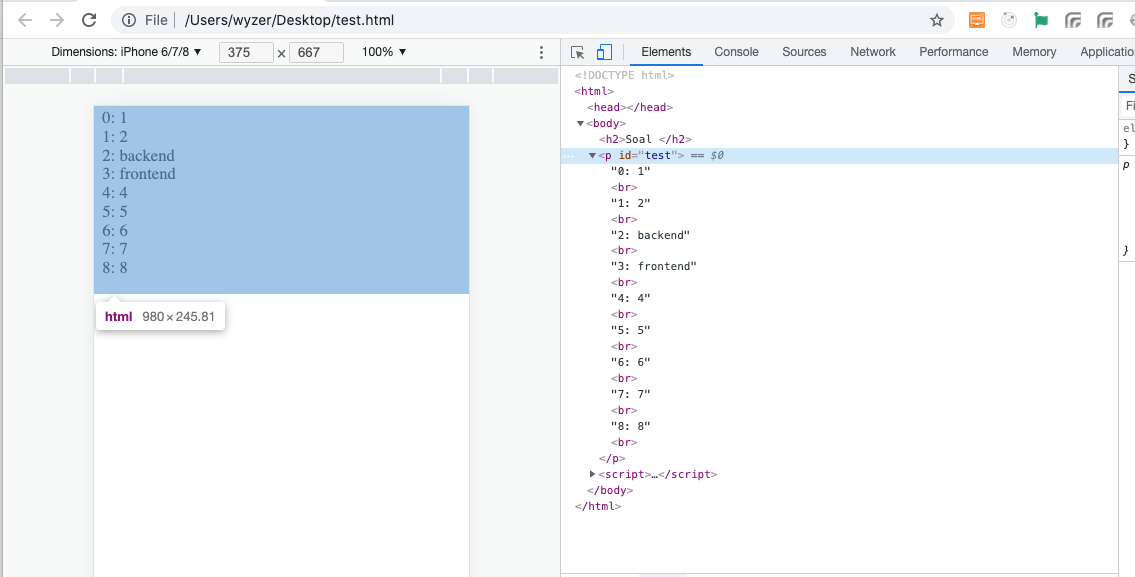 File /Users/wyzer/Desktop/test.html
Dimensions: iPhone 6/7/8 ▼ 375 × 667 100% ▼
Elements Console Sources Network Performance Memory Applicatio
0: 1
1: 2
2: backend
3: frontend
4: 4
5: 5
6: 6
7: 7
8: 8
html 980×245.81
<!DOCTYPE html>
<html>
<head></head>
▼<body>
<h2>Soal </h2>
… ▼<p id="test"> == $0
"0: 1"
<br>
"1: 2"
<br>
"2: backend"
<br>
"3: frontend"
<br>
"4: 4"
<br>
"5: 5"
<br>
"6: 6"
<br>
"7: 7"
<br>
"8: 8"
<br>
</p>
▶<script>…</script>
</body>
</html>
S
Fi
el
}
p
}